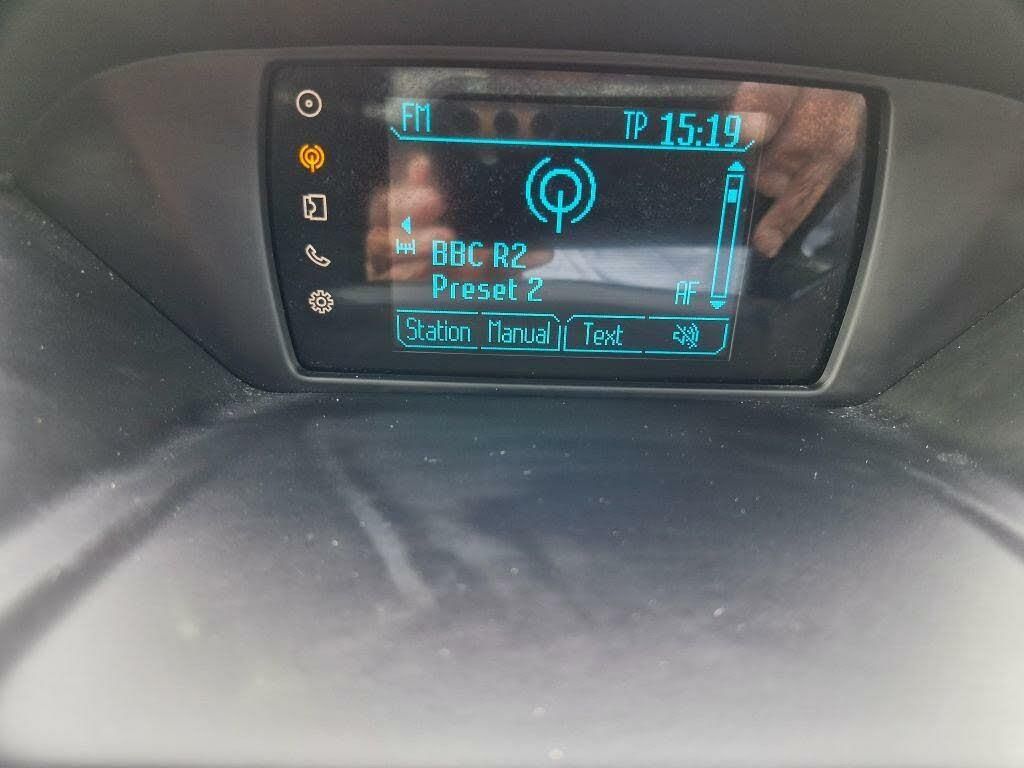 FM TP 15:19
BBC R2
Preset 2 AF
Station Manual Text